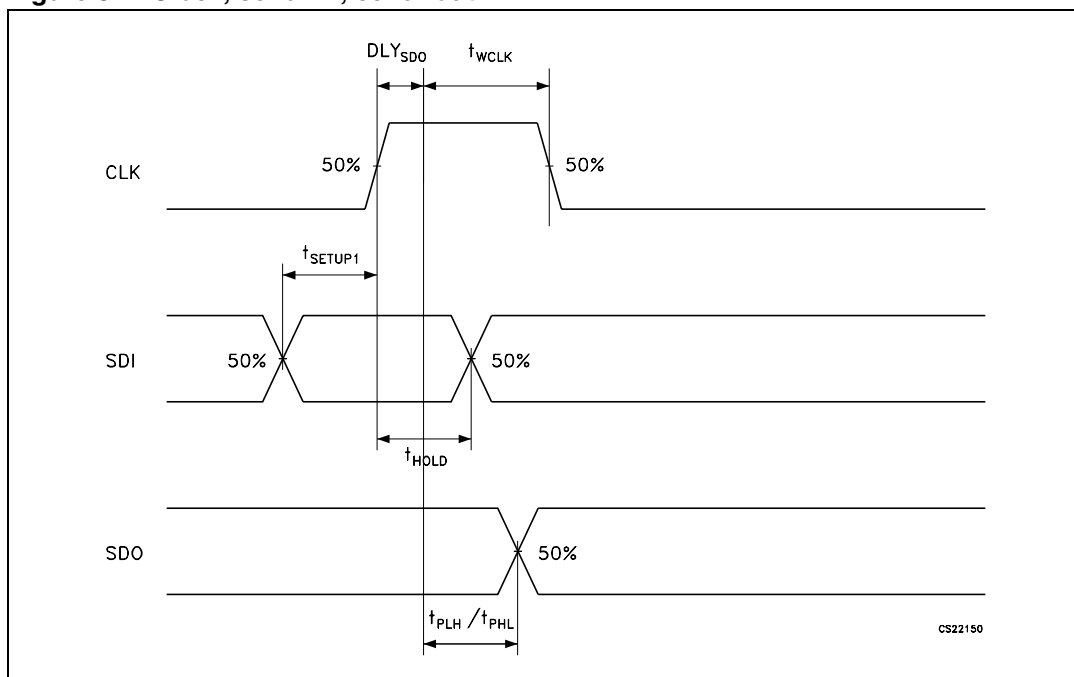 DLYSDO
tWCLK
CLK
50%
50%
tSETUP1
SDI
50%
50%
tHOLD
SDO
50%
tPLH /tPHL
CS22150